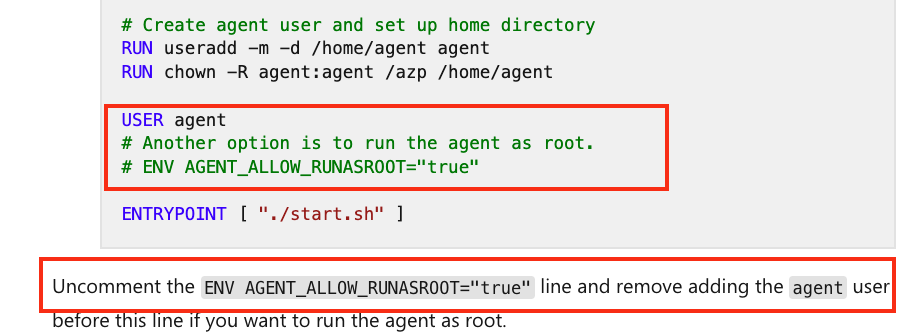 # Create agent user and set up home directory
RUN useradd -m -d /home/agent agent
RUN chown -R agent:agent /azp /home/agent
USER agent
# Another option is to run the agent as root.
# ENV AGENT_ALLOW_RUNASROOT="true"
ENTRYPOINT [ "./start.sh" ]
Uncomment the ENV AGENT_ALLOW_RUNASROOT="true" line and remove adding the agent user
before this line if you want to run the agent as root.